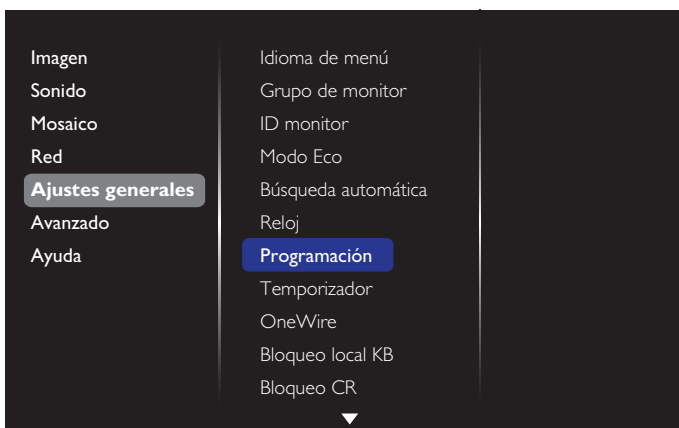 Imagen
Sonido
Mosaico
Red
Ajustes generales
Avanzado
Ayuda
Idioma de menú
Grupo de monitor
ID monitor
Modo Eco
Búsqueda automática
Reloj
Programación
Temporizador
OneWire
Bloqueo local KB
Bloqueo CR